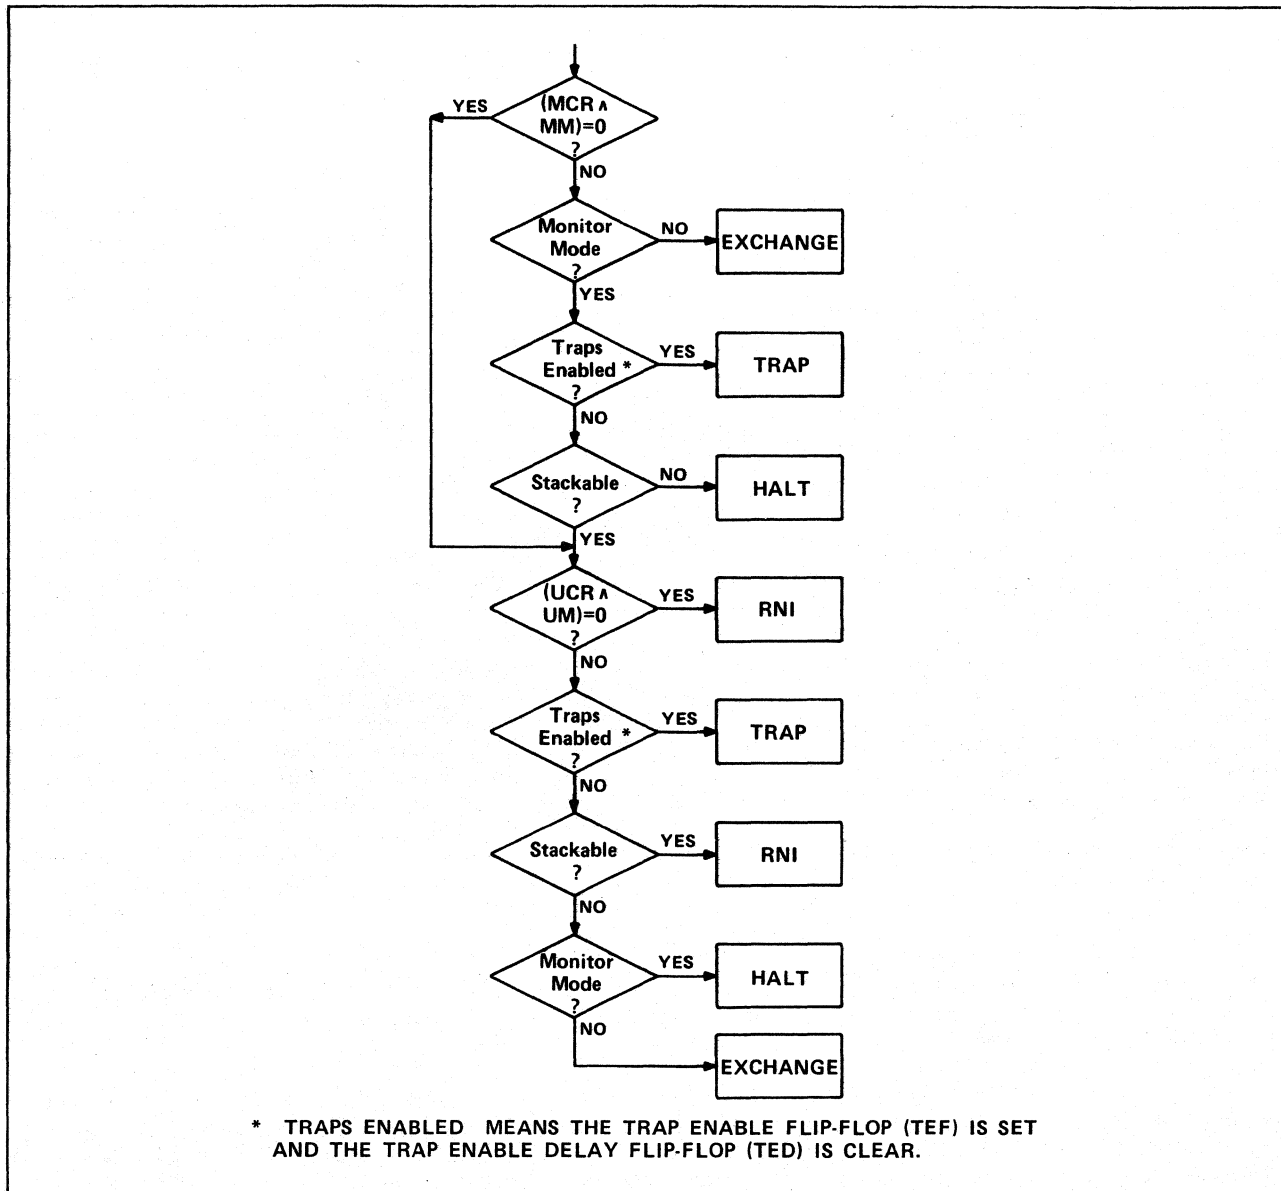 (MCR ∧
MM)=0
?
YES
NO
Monitor
Mode
?
NO
EXCHANGE
YES
Traps
Enabled *
?
YES
TRAP
NO
Stackable
?
NO
HALT
YES
(UCR ∧
UM)=0
?
YES
RNI
NO
Traps
Enabled *
?
YES
TRAP
NO
Stackable
?
YES
RNI
NO
Monitor
Mode
?
YES
HALT
NO
EXCHANGE
* TRAPS ENABLED MEANS THE TRAP ENABLE FLIP-FLOP (TEF) IS SET
AND THE TRAP ENABLE DELAY FLIP-FLOP (TED) IS CLEAR.